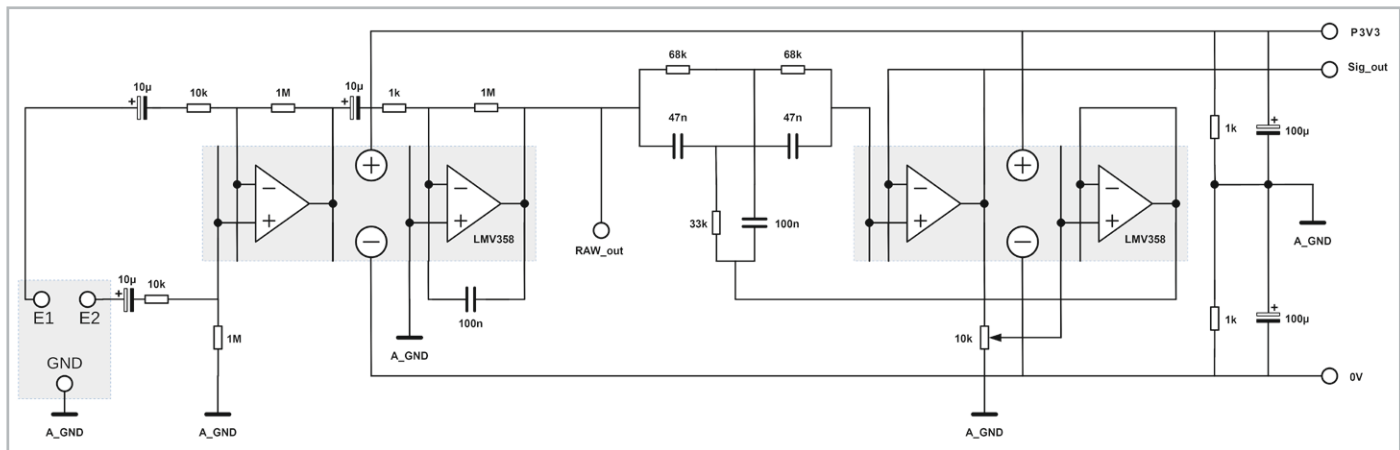 P3V3
Sig_out
68k
68k
10µ
+
10k
1M
10µ
+
1k
1M
47n
47n
+
1k
100µ
−
+
+
−
+
−
+
+
−
+
33k
100n
LMV358
−
LMV358
−
A_GND
RAW_out
10µ
+
10k
E1
E2
100n
+
1k
100µ
1M
10k
A_GND
GND
0V
A_GND
A_GND
A_GND